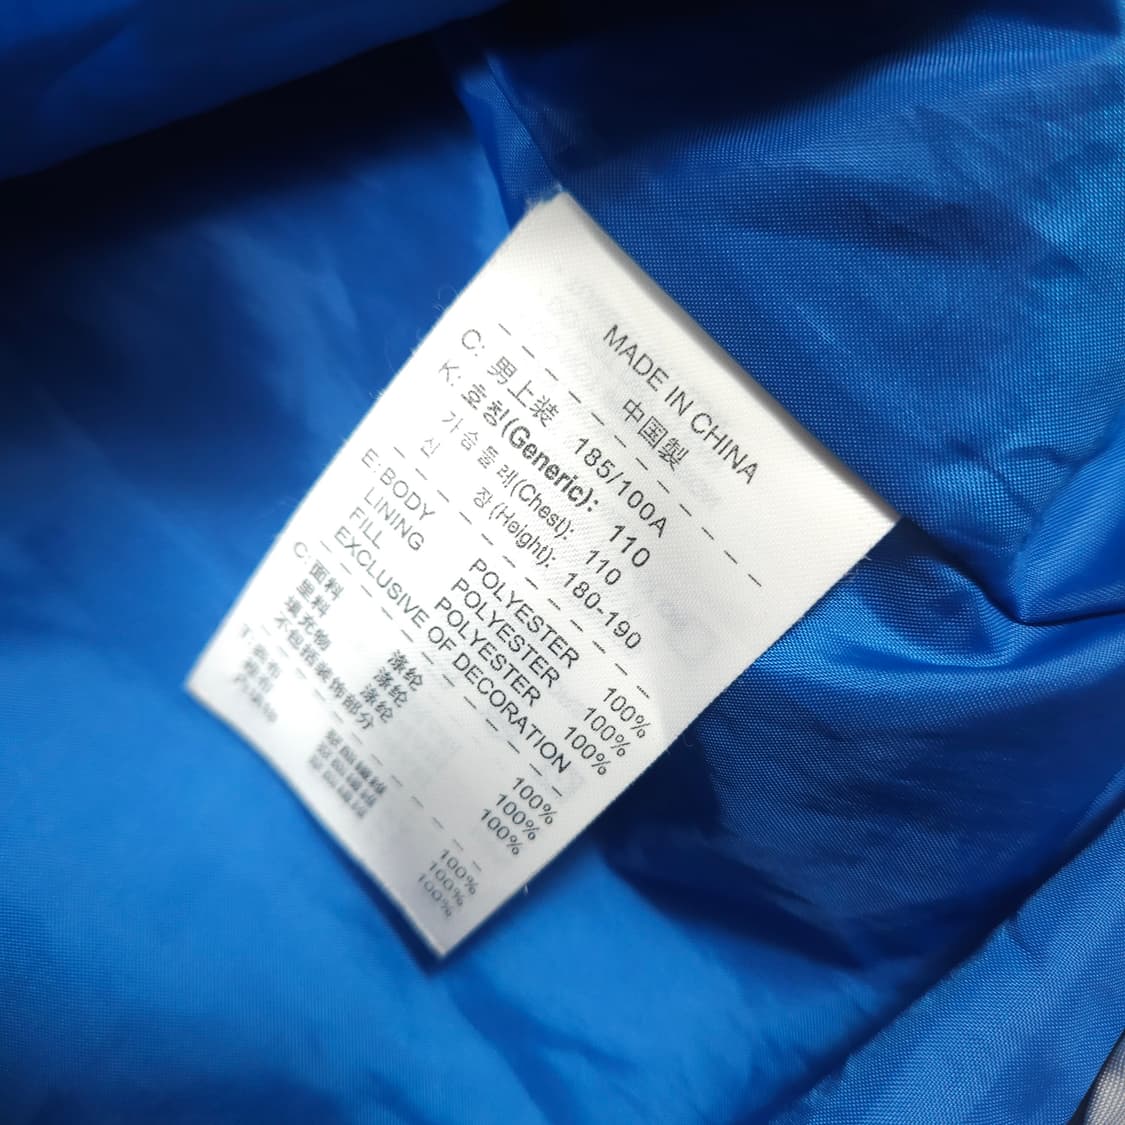 MADE IN CHINA
中国製
C: 男上装 185/100A
K: 호칭(Generic): 110
가슴둘레(Chest): 110
신 장(Height): 180-190
E:BODY POLYESTER 100%
LINING POLYESTER 100%
FILL POLYESTER 100%
EXCLUSIVE OF DECORATION
C:面料 涤纶 100%
里料 涤纶 100%
填充物 涤纶 100%
不包括装饰部分
100%
100%
100%